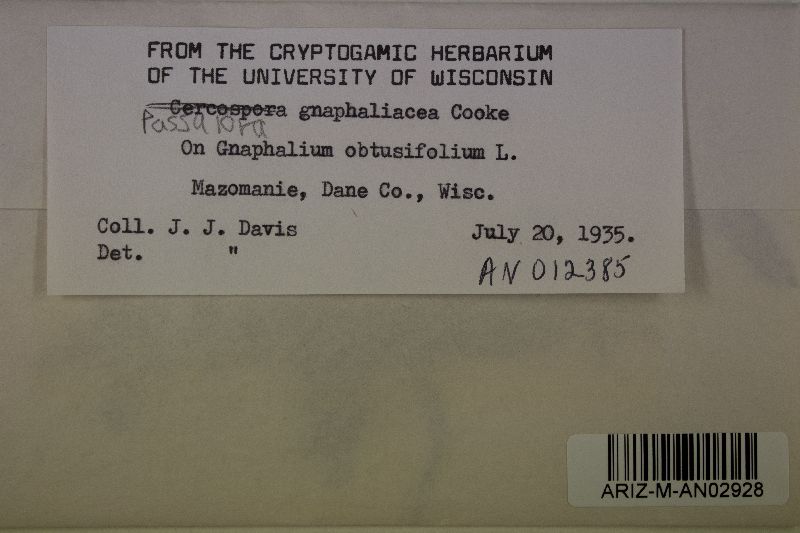 FROM THE CRYPTOGAMIC HERBARIUM
OF THE UNIVERSITY OF WISCONSIN
Cercospora gnaphaliacea Cooke
Passalora
On Gnaphalium obtusifolium L.
Mazomanie, Dane Co., Wisc.
Coll. J. J. Davis July 20, 1935.
Det. "
AN 012385
ARIZ-M-AN02928